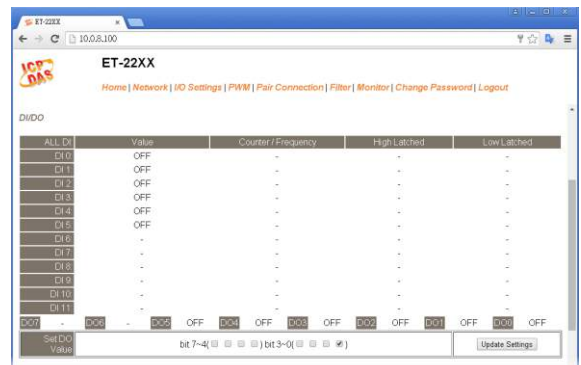 ET-22XX
10.0.8.100
ICP DAS
ET-22XX
Home | Network | I/O Settings | PWM | Pair Connection | Filter | Monitor | Change Password | Logout
DI/DO
ALL DI Value Counter / Frequency High Latched Low Latched
DI 0 OFF - - -
DI 1 OFF - - -
DI 2 OFF - - -
DI 3 OFF - - -
DI 4 OFF - - -
DI 5 OFF - - -
DI 6 - - - -
DI 7 - - - -
DI 8 - - - -
DI 9 - - - -
DI 10 - - - -
DI 11 - - - -
DO7 - DO6 - DO5 OFF DO4 OFF DO3 OFF DO2 OFF DO1 OFF DO0 OFF
Set DO Value bit 7~4( ) bit 3~0( ) Update Settings